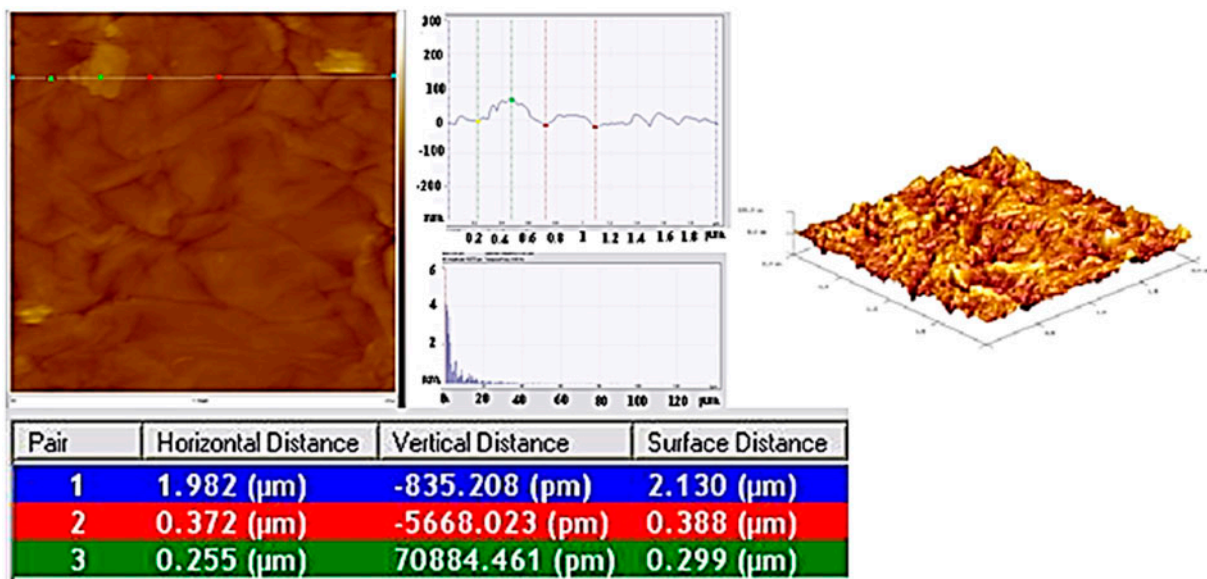 300
200
100
0
-100
-200
nm
0.2 0.4 0.6 0.8 1 1.2 1.4 1.6 1.8 µm
6
4
2
0 20 40 60 80 100 120 µm
Pair Horizontal Distance Vertical Distance Surface Distance
1 1.982 (µm) -835.208 (pm) 2.130 (µm)
2 0.372 (µm) -5668.023 (pm) 0.388 (µm)
3 0.255 (µm) 70884.461 (pm) 0.299 (µm)